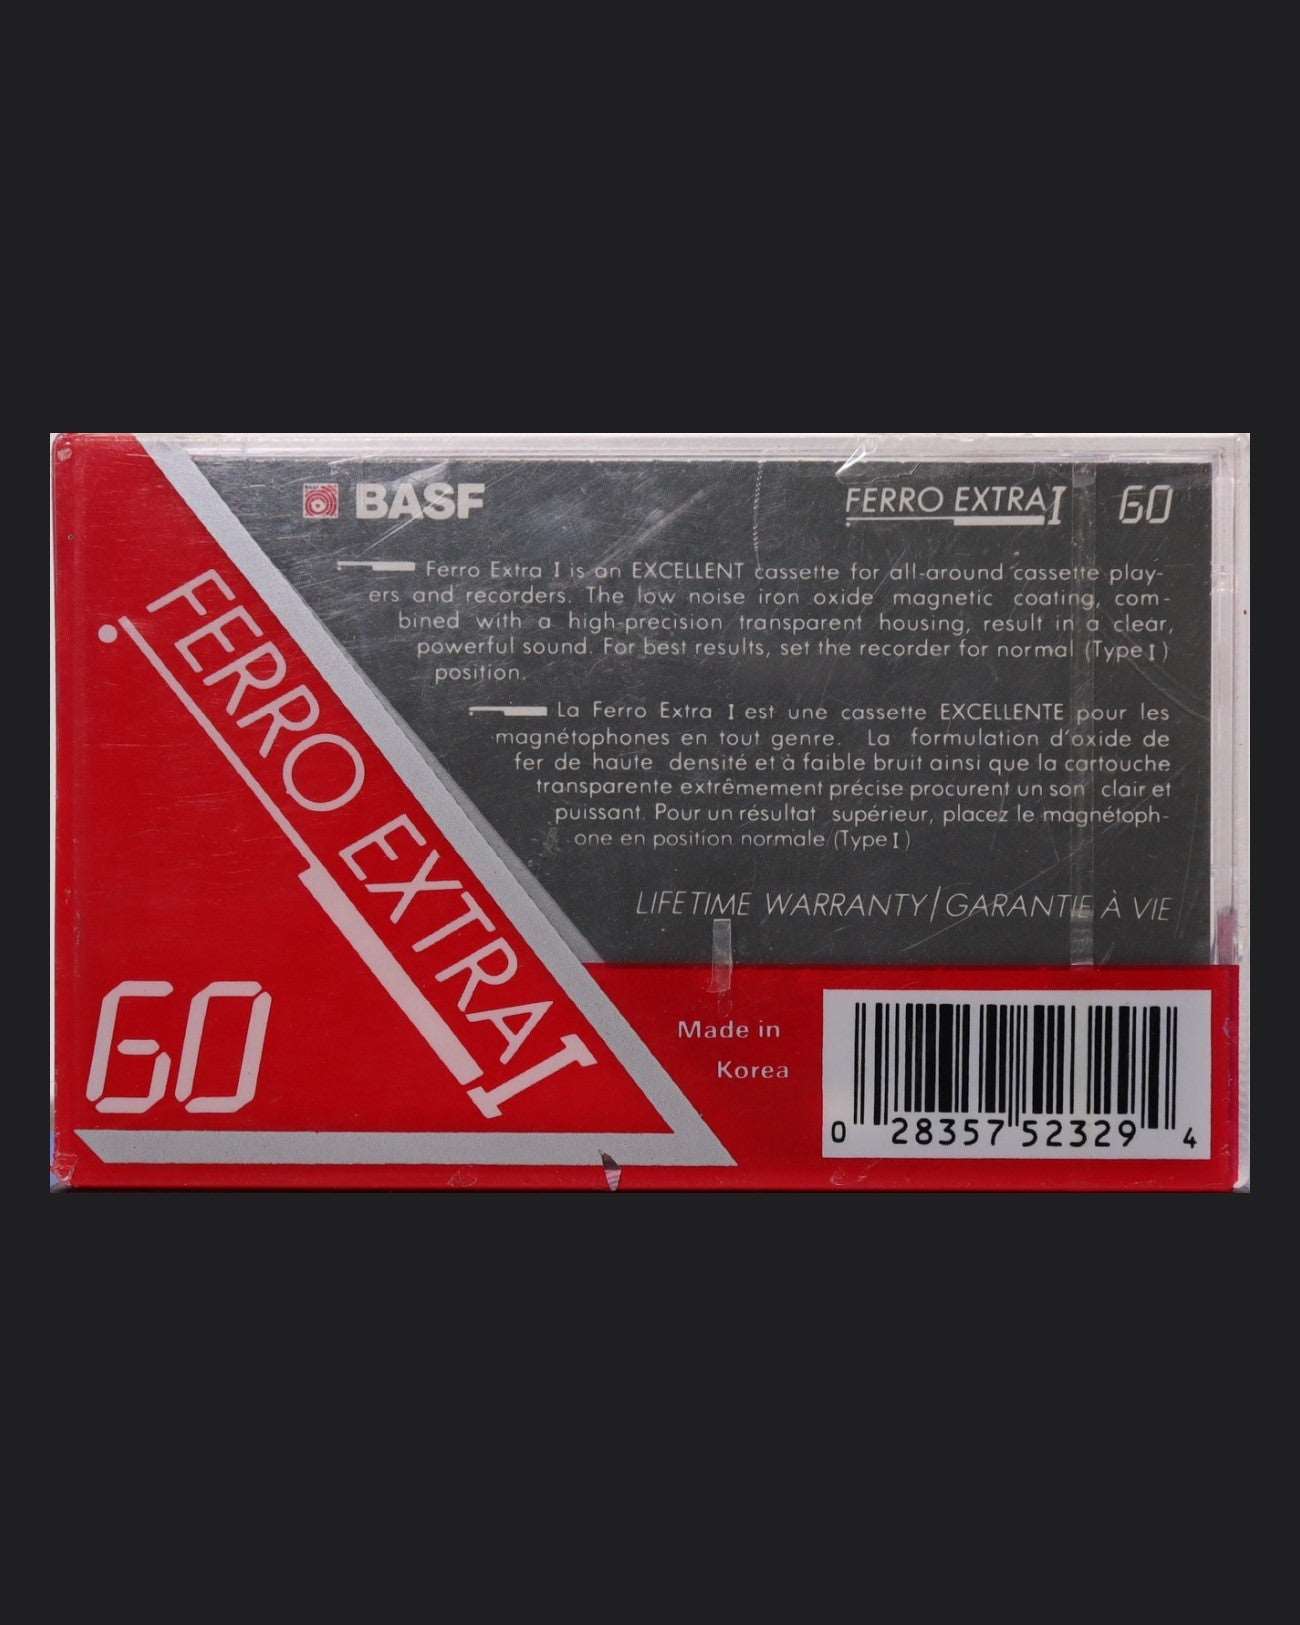 BASF
FERRO EXTRA I 60
Ferro Extra I is an EXCELLENT cassette for all-around cassette play-
ers and recorders. The low noise iron oxide magnetic coating, com-
bined with a high-precision transparent housing, result in a clear,
powerful sound. For best results, set the recorder for normal (Type I)
position.
La Ferro Extra I est une cassette EXCELLENTE pour les
magnétophones en tout genre. La formulation d'oxide de
fer de haute densité et à faible bruit ainsi que la cartouche
transparente extrêmement précise procurent un son clair et
puissant. Pour un résultat supérieur, placez le magnétoph-
one en position normale (Type I)
LIFETIME WARRANTY/GARANTIE À VIE
FERRO EXTRA I
60
Made in
Korea
0 28357 52329 4